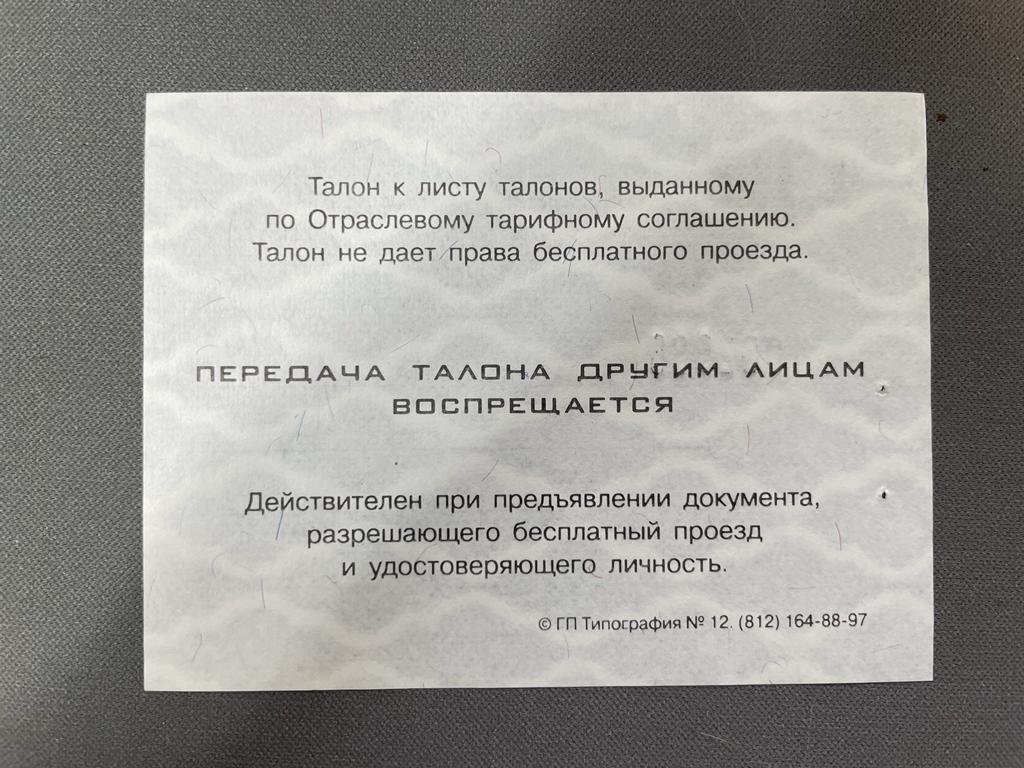 Талон к листу талонов, выданному
по Отраслевому тарифному соглашению.
Талон не дает права бесплатного проезда.
ПЕРЕДАЧА ТАЛОНА ДРУГИМ ЛИЦАМ
ВОСПРЕЩАЕТСЯ
Действителен при предъявлении документа,
разрешающего бесплатный проезд
и удостоверяющего личность.
© ГП Типография № 12. (812) 164-88-97